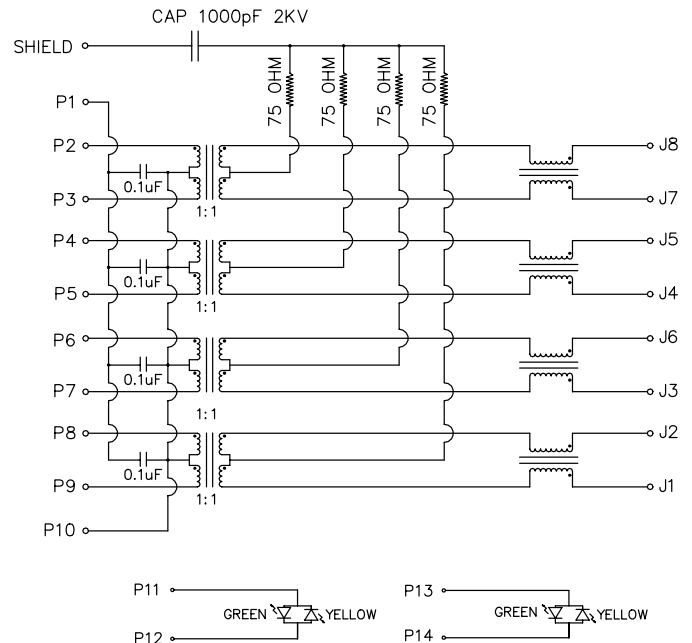 CAP 1000pF 2KV
SHIELD
75 OHM
75 OHM
75 OHM
75 OHM
P1
P2
J8
0.1uF
P3
1:1
J7
P4
J5
0.1uF
P5
1:1
J4
P6
J6
0.1uF
P7
1:1
J3
P8
J2
0.1uF
P9
1:1
J1
P10
P11
P13
GREEN
YELLOW
GREEN
YELLOW
P12
P14